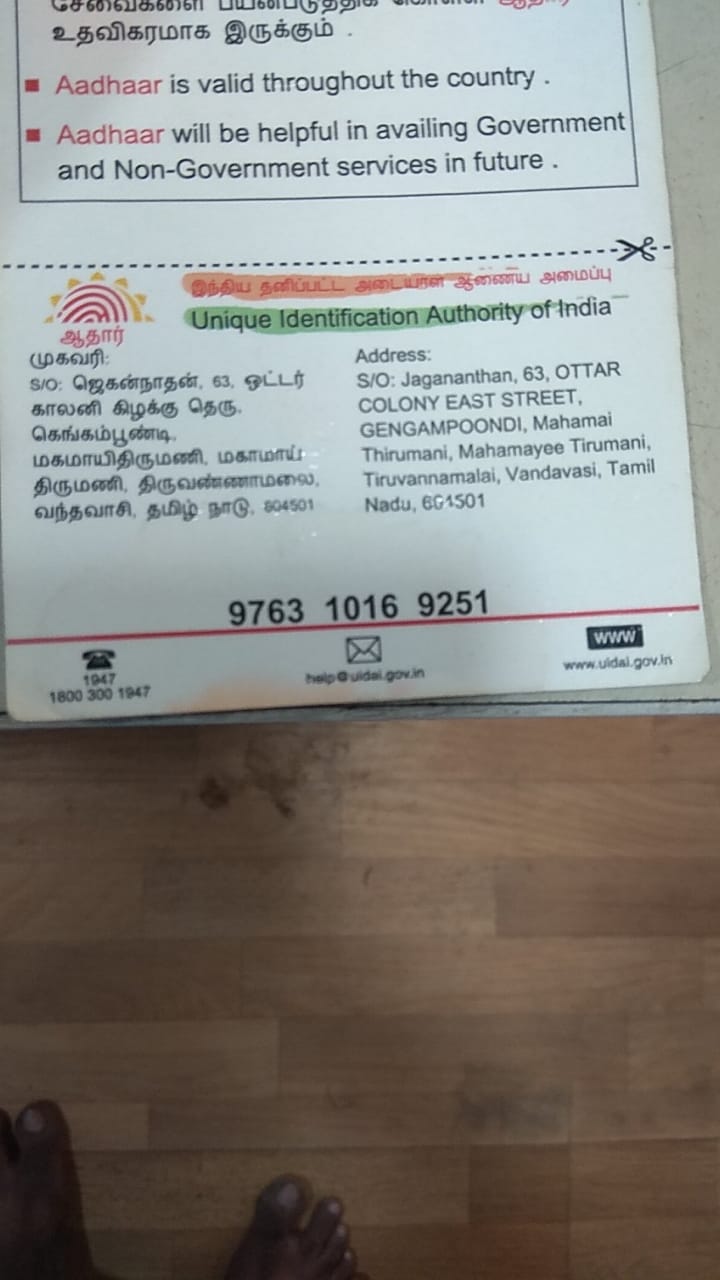 உதவிகரமாக இருக்கும் .
Aadhaar is valid throughout the country .
Aadhaar will be helpful in availing Government
and Non-Government services in future .
இந்திய தனிப்பட்ட அடையாள ஆணைய அமைப்பு
Unique Identification Authority of India
ஆதார்
முகவரி:
S/O: ஜெகன்நாதன், 63, ஒட்டர்
காலனி கிழக்கு தெரு,
கெங்கம்பூண்டி,
மகமாயிதிருமணி, மகாமாய்
திருமணி, திருவண்ணாமலை,
வந்தவாசி, தமிழ் நாடு,
Address:
S/O: Jagananthan, 63, OTTAR
COLONY EAST STREET,
GENGAMPOONDI, Mahamai
Thirumani, Mahamayee Tirumani,
Tiruvannamalai, Vandavasi, Tamil
Nadu,
9763 1016 9251
1947
1800 300 1947
help@uidai.gov.in
www
www.uidai.gov.in